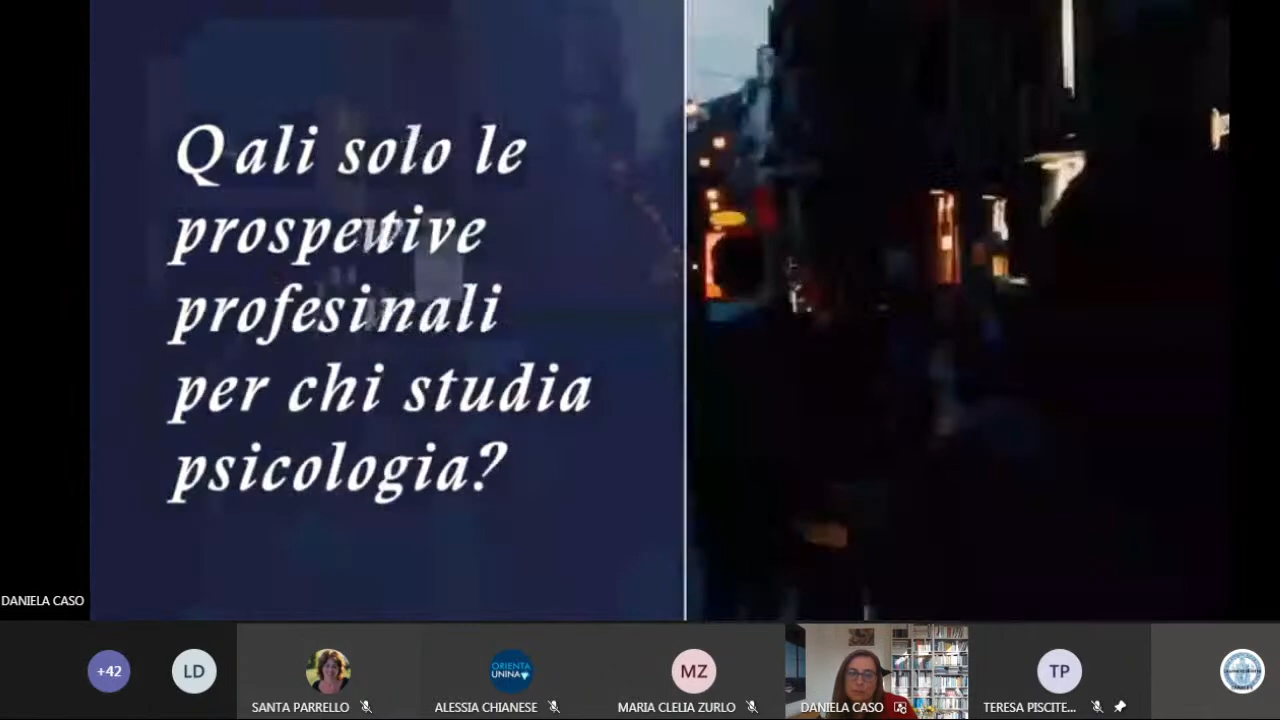 Qali solo le
prospettive
profesinali
per chi studia
psicologia?
DANIELA CASO
+42
LD
SANTA PARRELLO
ORIENTA
UNINA
ALESSIA CHIANESE
MZ
MARIA CLELIA ZURLO
DANIELA CASO
TP
TERESA PISCITE...